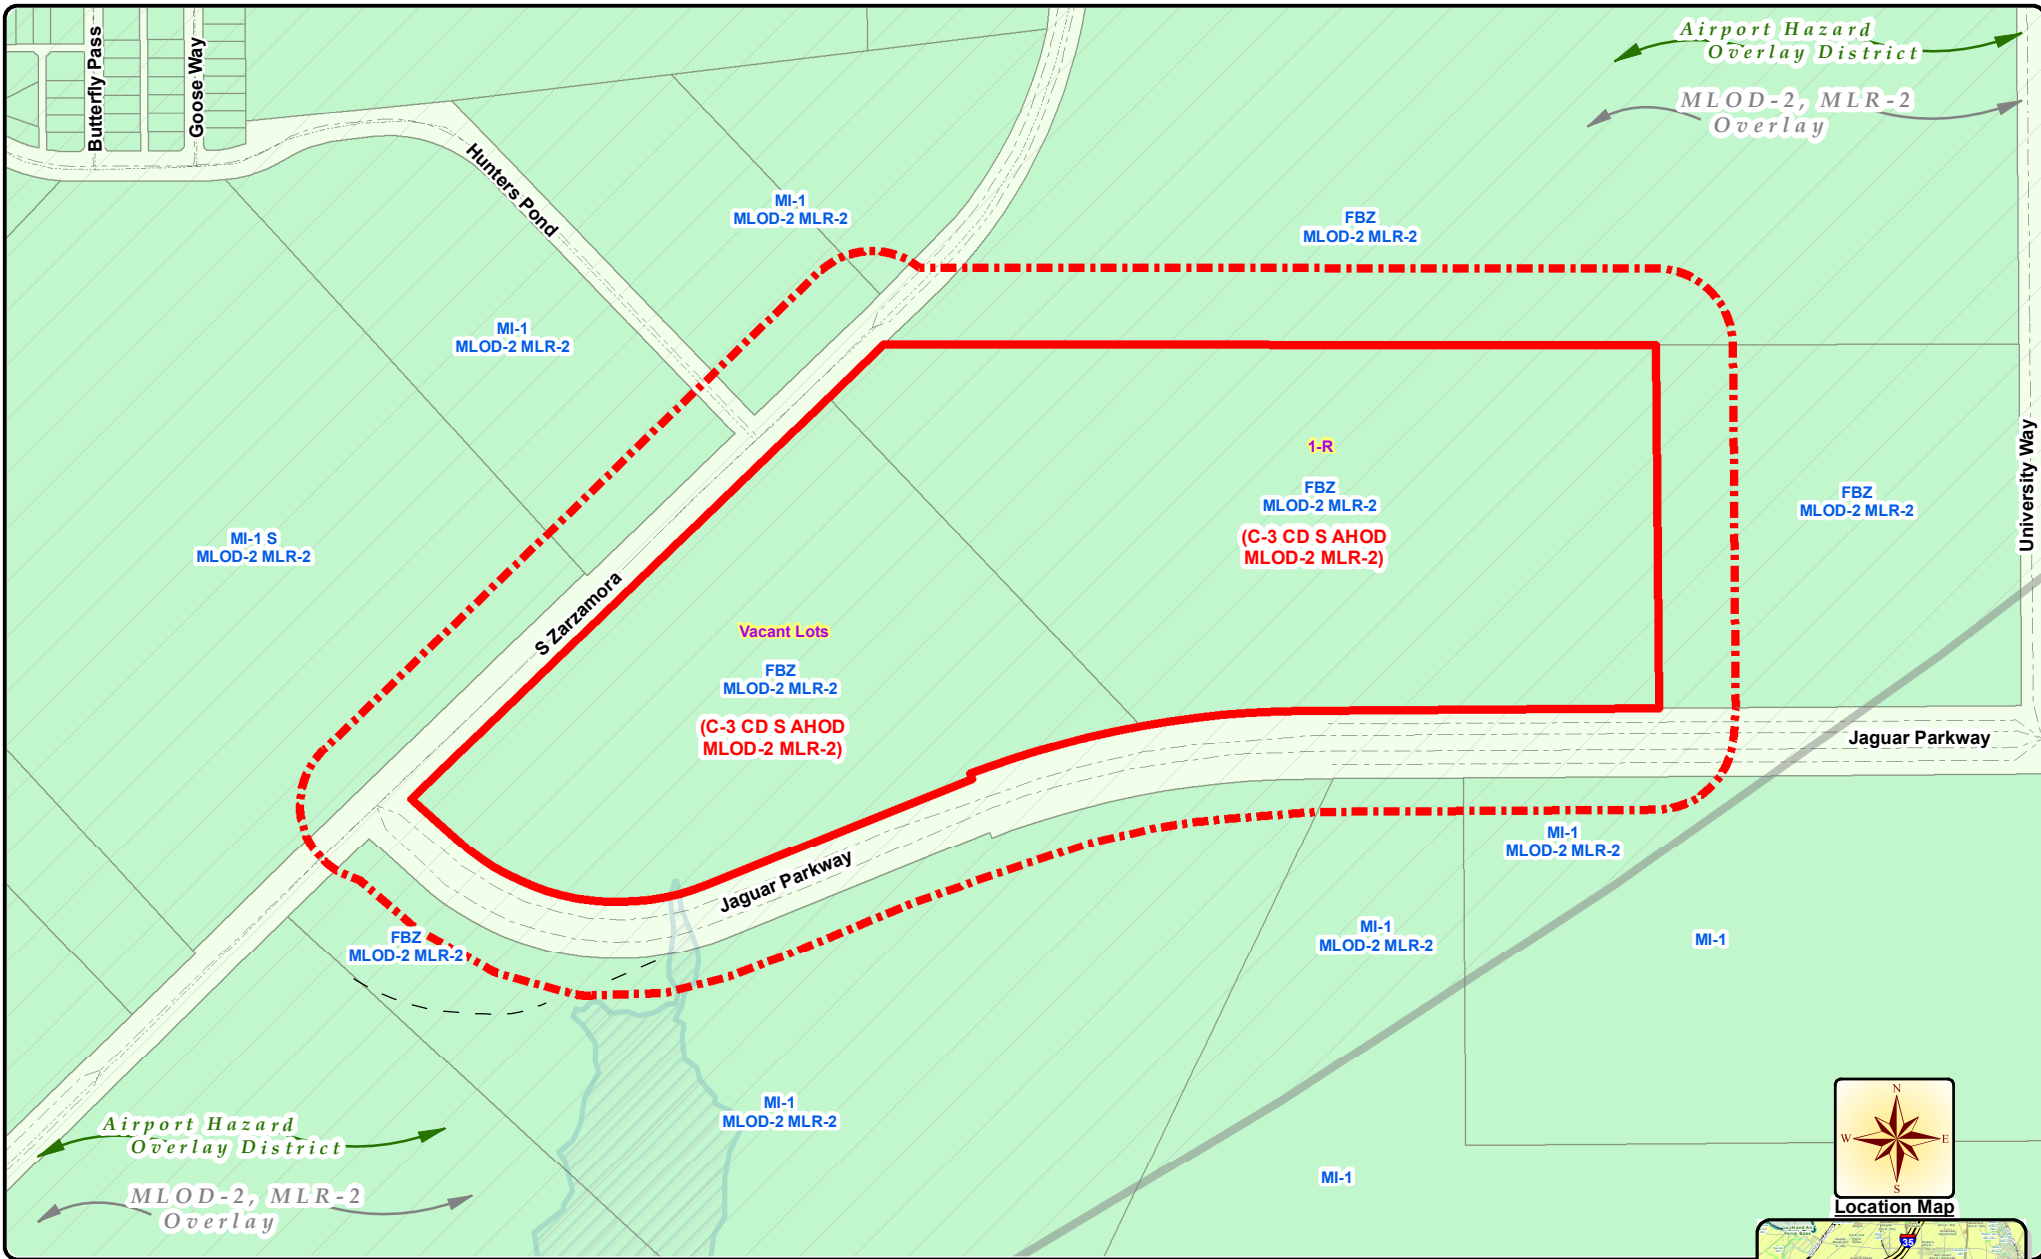 Butterfly Pass
Goose Way
Airport Hazard
Overlay District
MLOD-2, MLR-2
Overlay
Hunters Pond
MI-1
MLOD-2 MLR-2
FBZ
MLOD-2 MLR-2
MI-1
MLOD-2 MLR-2
1-R
FBZ
MLOD-2 MLR-2
(C-3 CD S AHOD
MLOD-2 MLR-2)
FBZ
MLOD-2 MLR-2
University Way
MI-1 S
MLOD-2 MLR-2
S Zarzamora
Vacant Lots
FBZ
MLOD-2 MLR-2
(C-3 CD S AHOD
MLOD-2 MLR-2)
Jaguar Parkway
MI-1
MLOD-2 MLR-2
Jaguar Parkway
FBZ
MLOD-2 MLR-2
MI-1
MLOD-2 MLR-2
MI-1
MI-1
MLOD-2 MLR-2
Airport Hazard
Overlay District
MLOD-2, MLR-2
Overlay
MI-1
N
W
E
S
Location Map
35